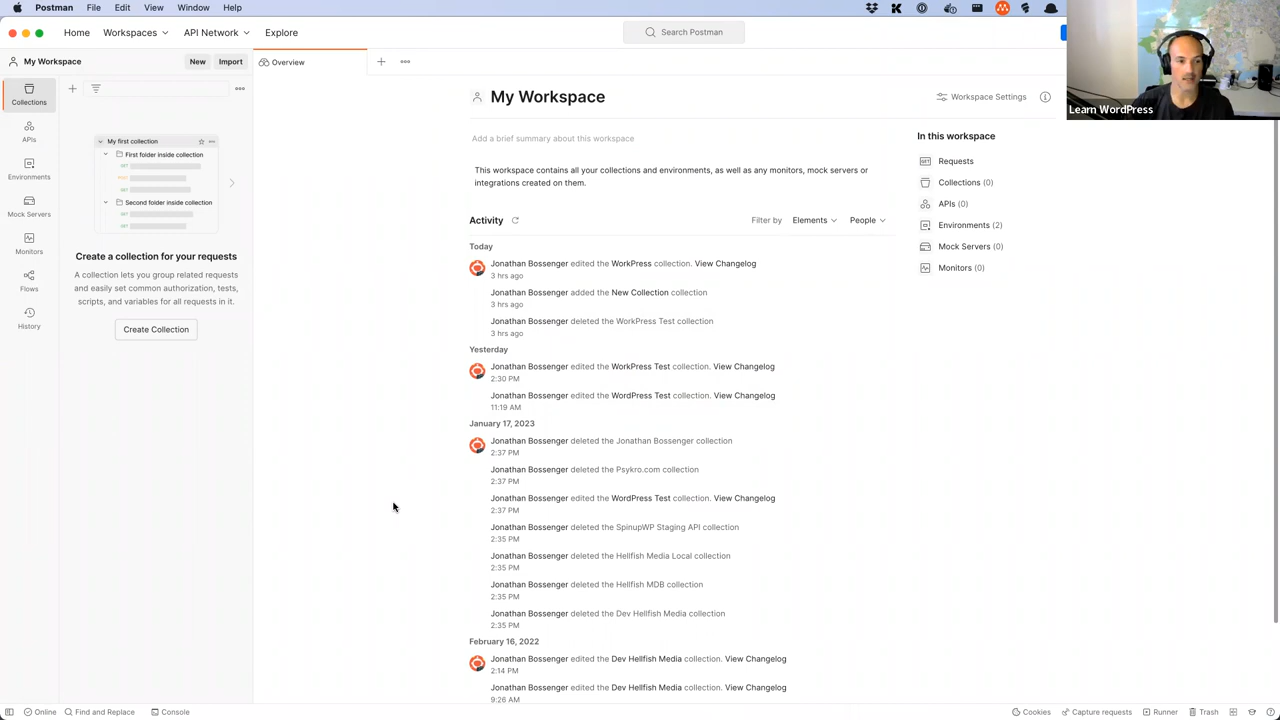 Postman File Edit View Window Help
Home Workspaces API Network Explore
Search Postman
My Workspace
New
Import
Overview
Learn WordPress
Collections
APIs
Environments
Mock Servers
Monitors
Flows
History
My first collection
First folder inside collection
Second folder inside collection
Create a collection for your requests
A collection lets you group related requests
and easily set common authorization, tests,
scripts, and variables for all requests in it.
Create Collection
My Workspace
Workspace Settings
Add a brief summary about this workspace
This workspace contains all your collections and environments, as well as any monitors, mock servers or
integrations created on them.
Activity
Filter by Elements People
Today
Jonathan Bossenger edited the WorkPress collection. View Changelog
3 hrs ago
Jonathan Bossenger added the New Collection collection
3 hrs ago
Jonathan Bossenger deleted the WorkPress Test collection
3 hrs ago
Yesterday
Jonathan Bossenger edited the WorkPress Test collection. View Changelog
2:30 PM
Jonathan Bossenger edited the WordPress Test collection. View Changelog
11:19 AM
January 17, 2023
Jonathan Bossenger deleted the Jonathan Bossenger collection
2:37 PM
Jonathan Bossenger deleted the Psykro.com collection
2:37 PM
Jonathan Bossenger edited the WordPress Test collection. View Changelog
2:37 PM
Jonathan Bossenger deleted the SpinupWP Staging API collection
2:35 PM
Jonathan Bossenger deleted the Hellfish Media Local collection
2:35 PM
Jonathan Bossenger deleted the Hellfish MDB collection
2:35 PM
Jonathan Bossenger deleted the Dev Hellfish Media collection
2:35 PM
February 16, 2022
Jonathan Bossenger edited the Dev Hellfish Media collection. View Changelog
2:14 PM
Jonathan Bossenger edited the Dev Hellfish Media collection. View Changelog
9:26 AM
In this workspace
Requests
Collections (0)
APIs (0)
Environments (2)
Mock Servers (0)
Monitors (0)
Online Find and Replace Console
Cookies Capture requests Runner Trash